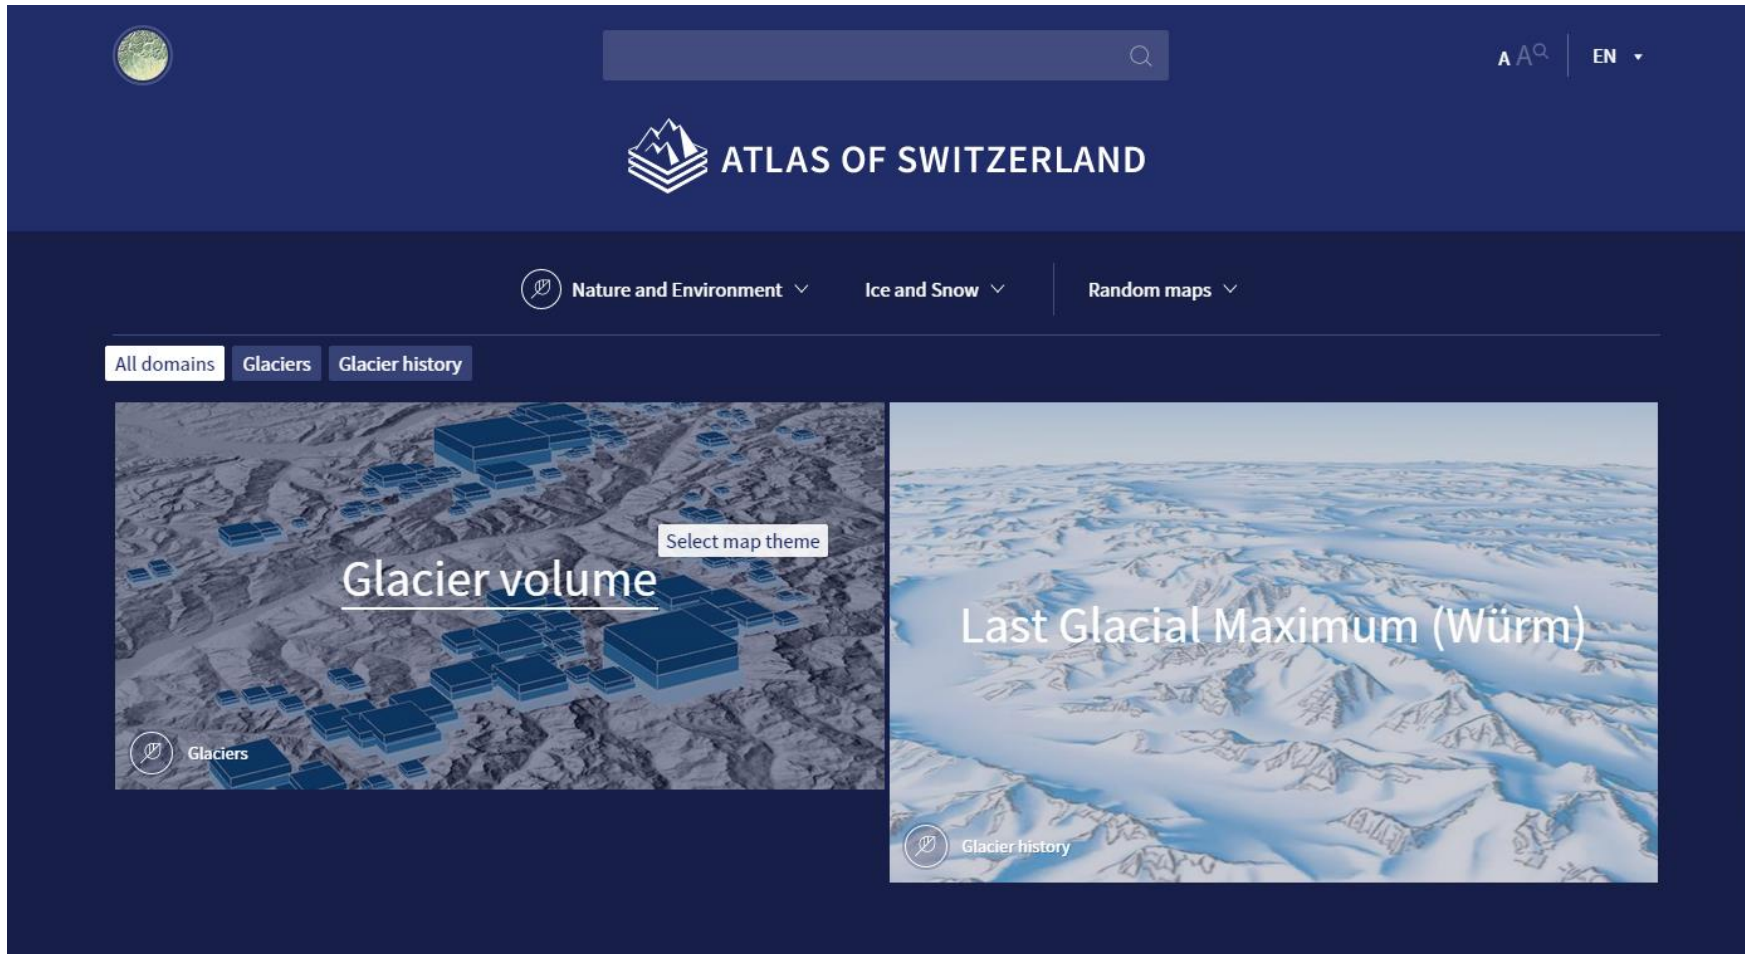 A A
EN
ATLAS OF SWITZERLAND
Nature and Environment
Ice and Snow
Random maps
All domains
Glaciers
Glacier history
Select map theme
Glacier volume
Glaciers
Last Glacial Maximum (Würm)
Glacier history